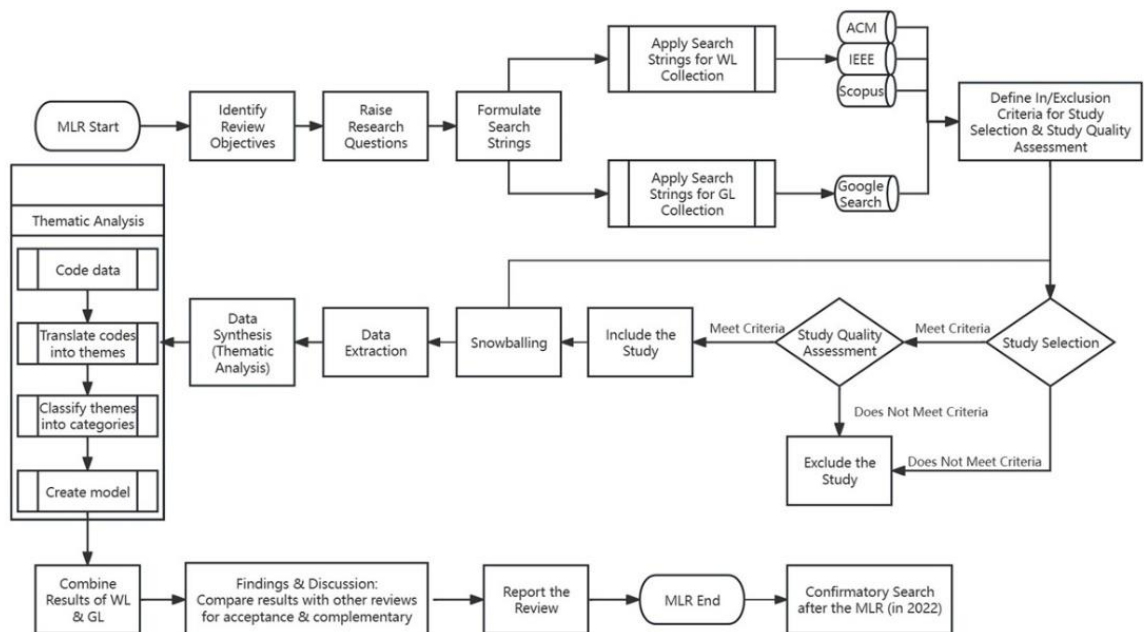 MLR Start
Identify
Review
Objectives
Raise
Research
Questions
Formulate
Search
Strings
Apply Search
Strings for WL
Collection
ACM
IEEE
Scopus
Apply Search
Strings for GL
Collection
Google
Search
Define In/Exclusion
Criteria for Study
Selection & Study Quality
Assessment
Study Selection
Meet Criteria
Does Not Meet Criteria
Study Quality
Assessment
Meet Criteria
Does Not Meet Criteria
Exclude the
Study
Include the
Study
Snowballing
Data
Extraction
Data
Synthesis
(Thematic
Analysis)
Thematic Analysis
Code data
Translate codes
into themes
Classify themes
into categories
Create model
Combine
Results of WL
& GL
Findings & Discussion:
Compare results with other reviews
for acceptance & complementary
Report the
Review
MLR End
Confirmatory Search
after the MLR (in 2022)